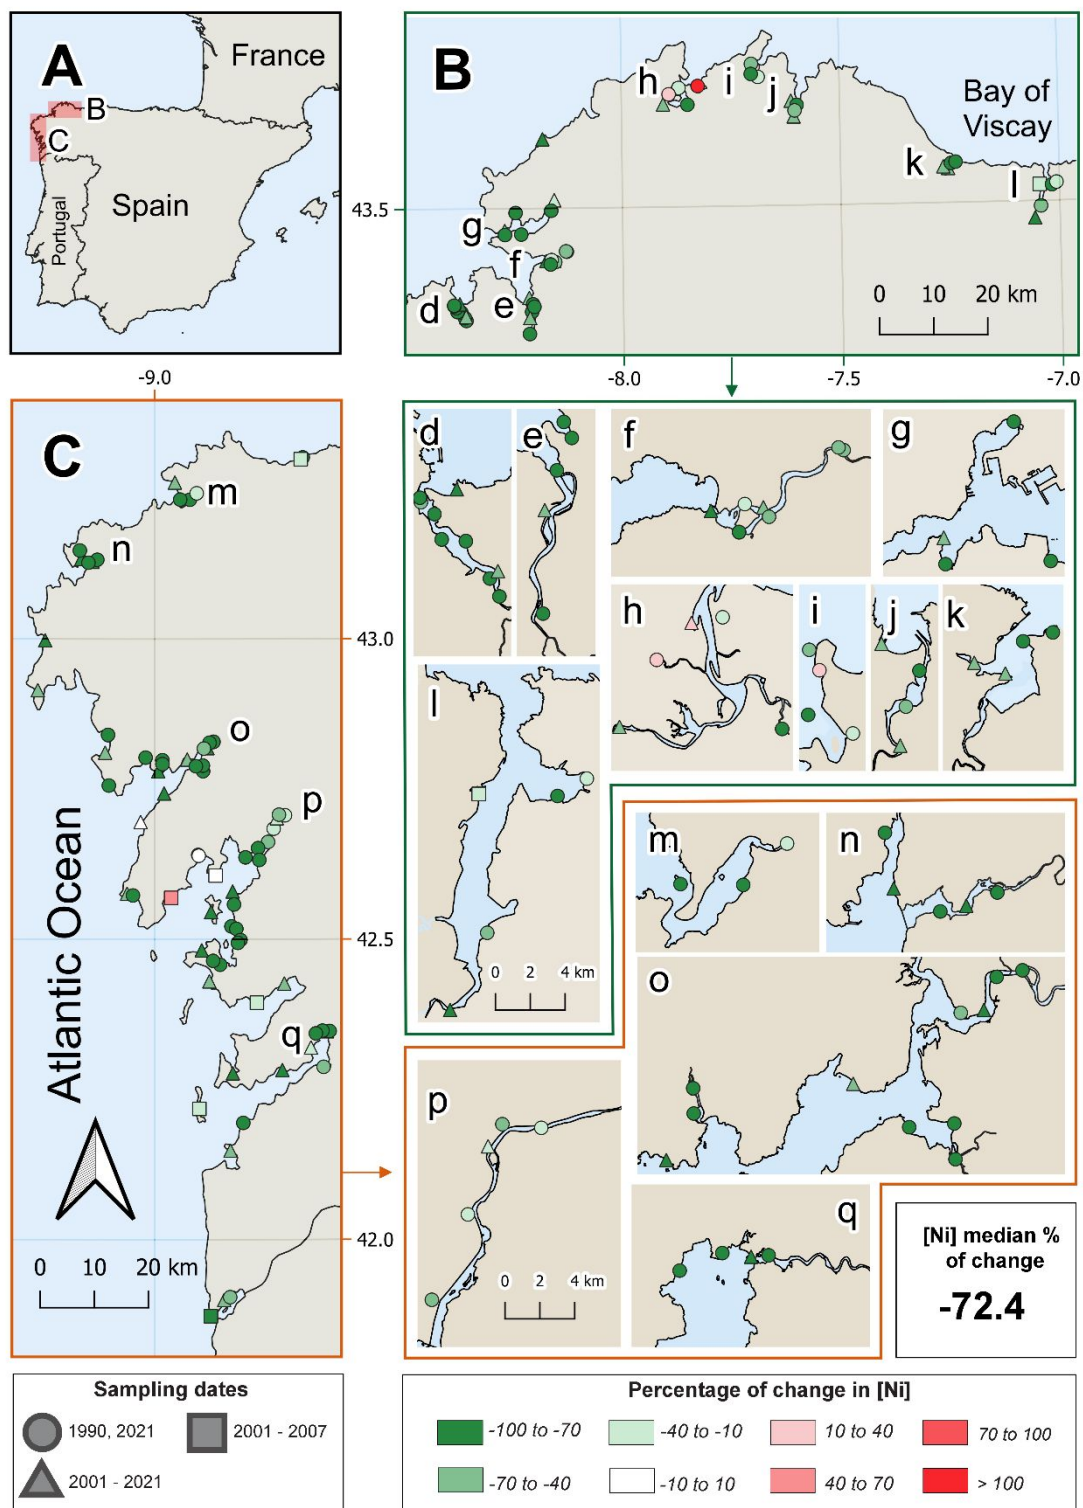 A
France
B
C
Portugal
Spain
B
h
i
j
Bay of
Viscay
k
l
g
f
d
e
43.5
0 10 20 km
-8.0 -7.5 -7.0
-9.0
C
m
n
o
p
q
Atlantic Ocean
43.0
42.5
42.0
0 10 20 km
d
e
f
g
h
i
j
k
l
0 2 4 km
m
n
o
p
0 2 4 km
q
[Ni] median %
of change
-72.4
Sampling dates
1990, 2021
2001 - 2007
2001 - 2021
Percentage of change in [Ni]
-100 to -70
-40 to -10
10 to 40
70 to 100
-70 to -40
-10 to 10
40 to 70
> 100